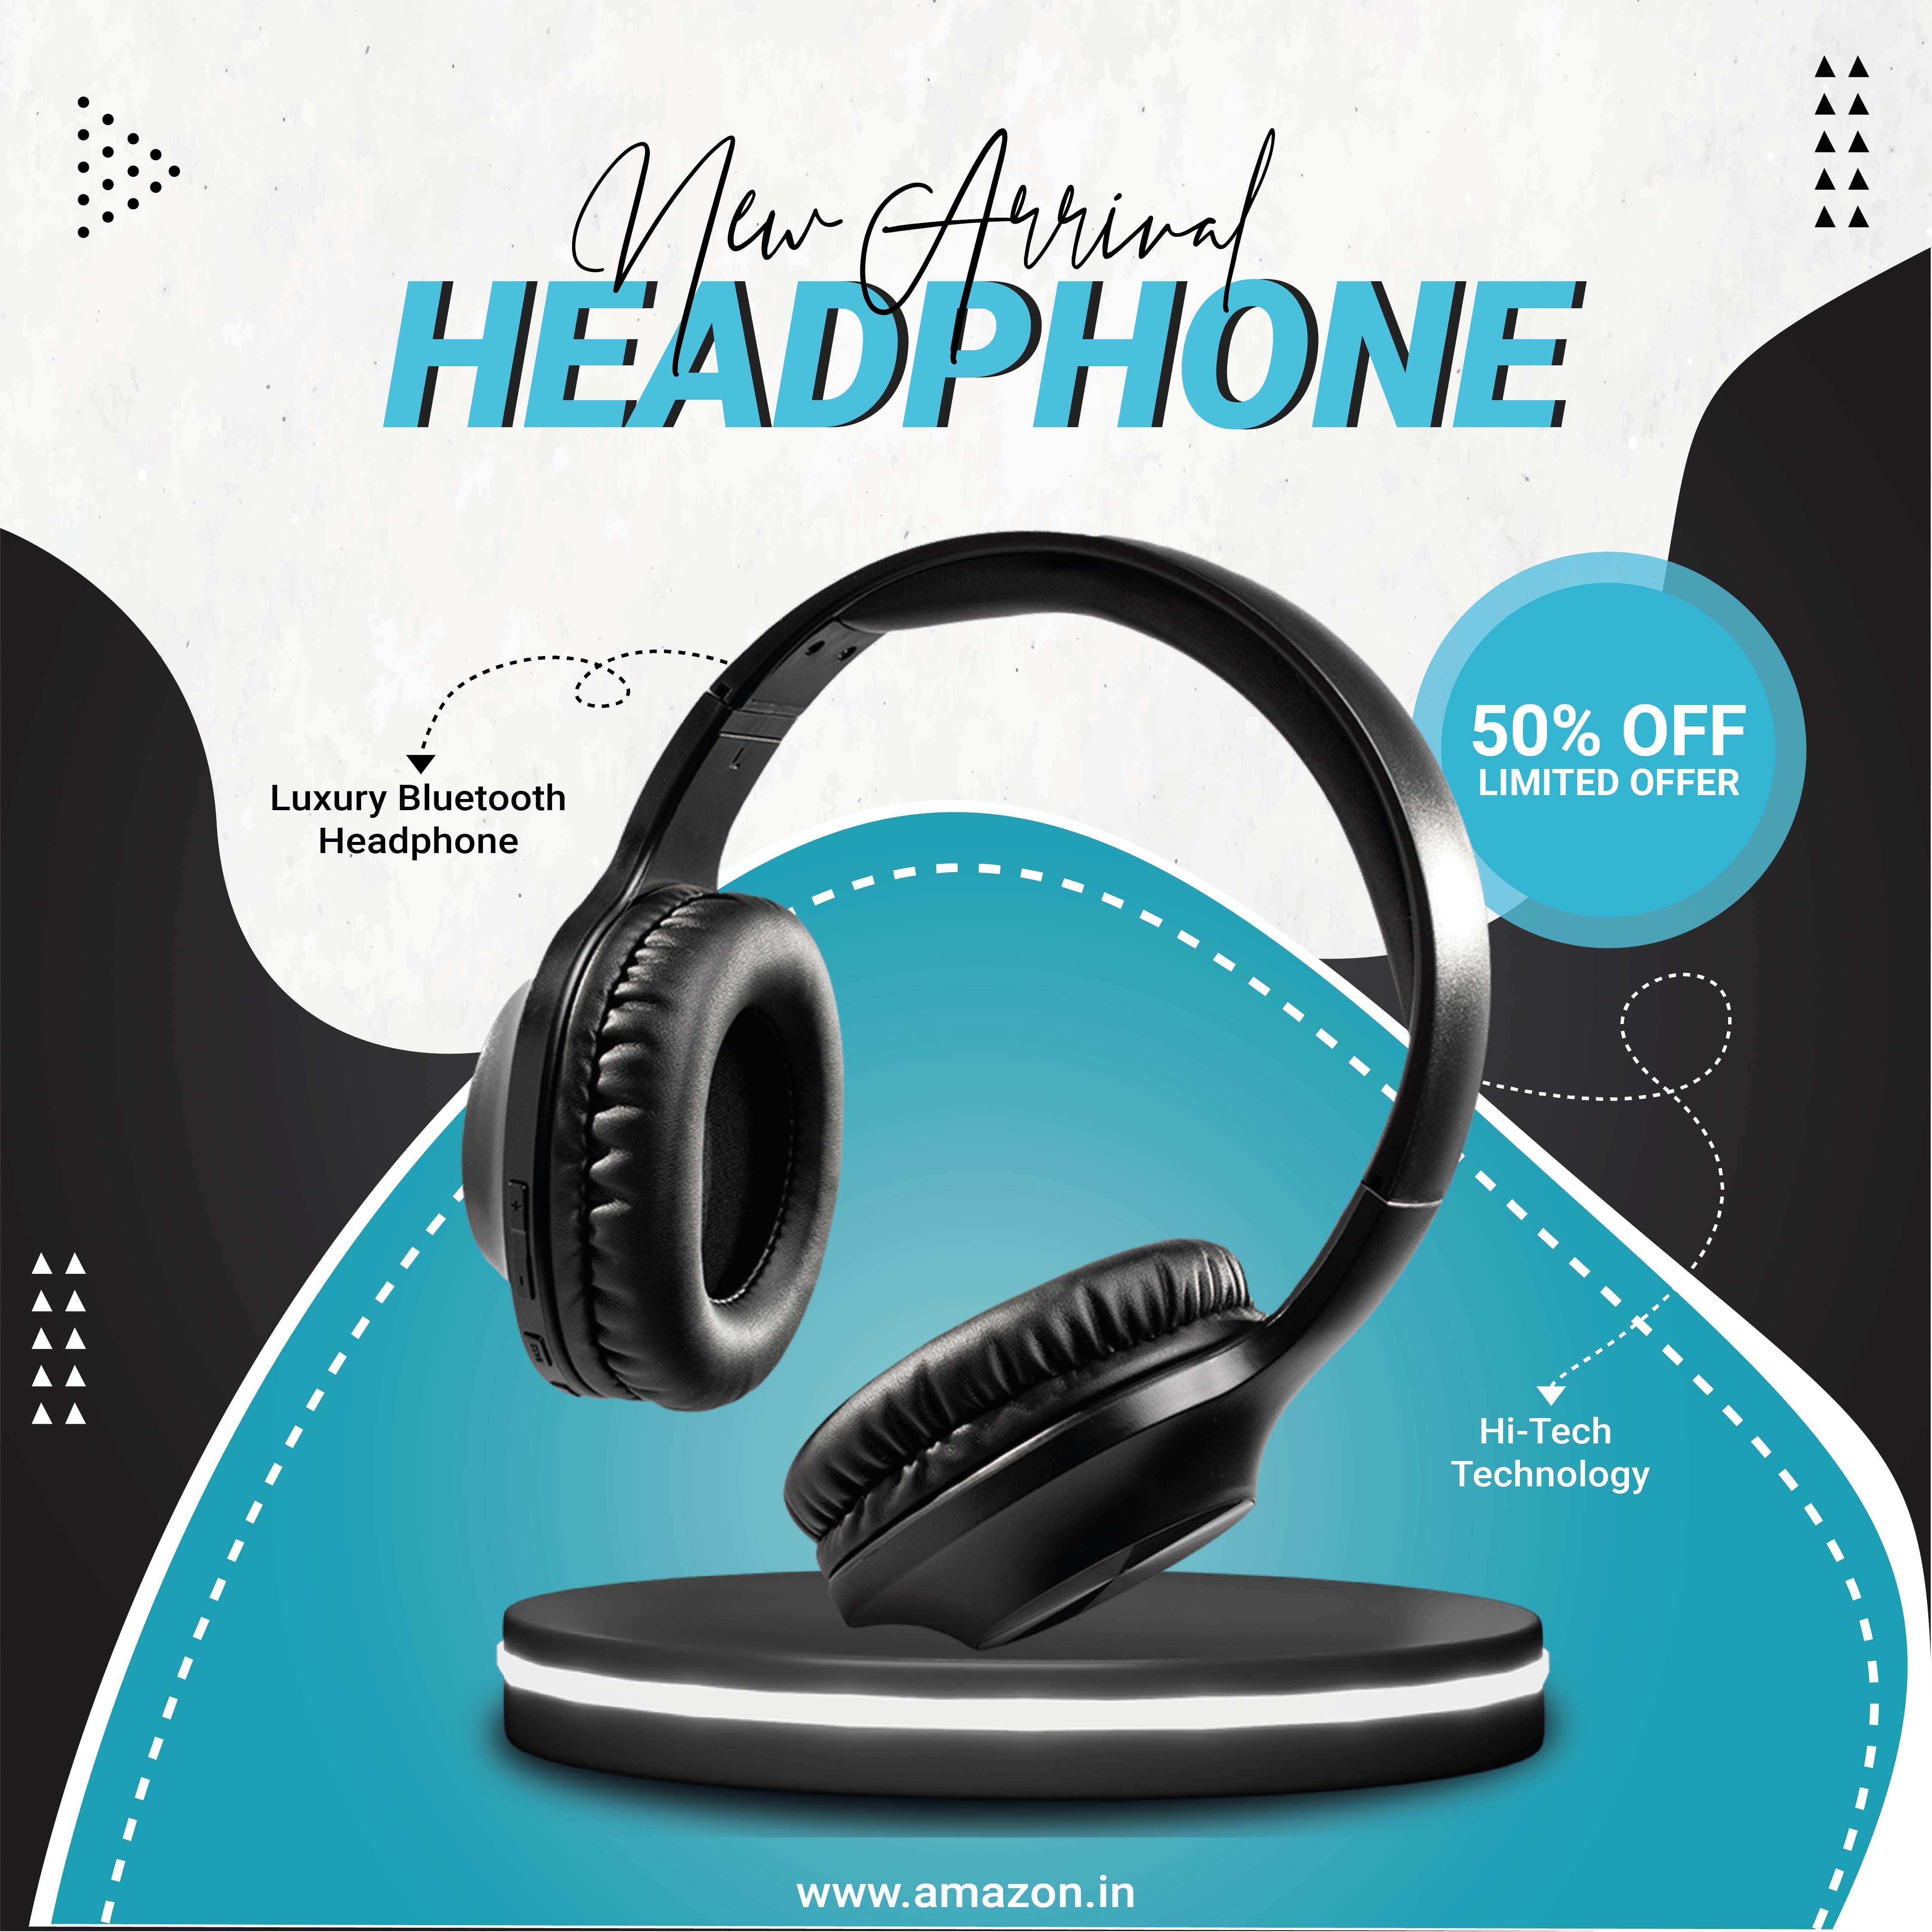 New Arrival
HEADPHONE
50% OFF
LIMITED OFFER
Luxury Bluetooth
Headphone
L
+
-
Hi-Tech
Technology
www.amazon.in